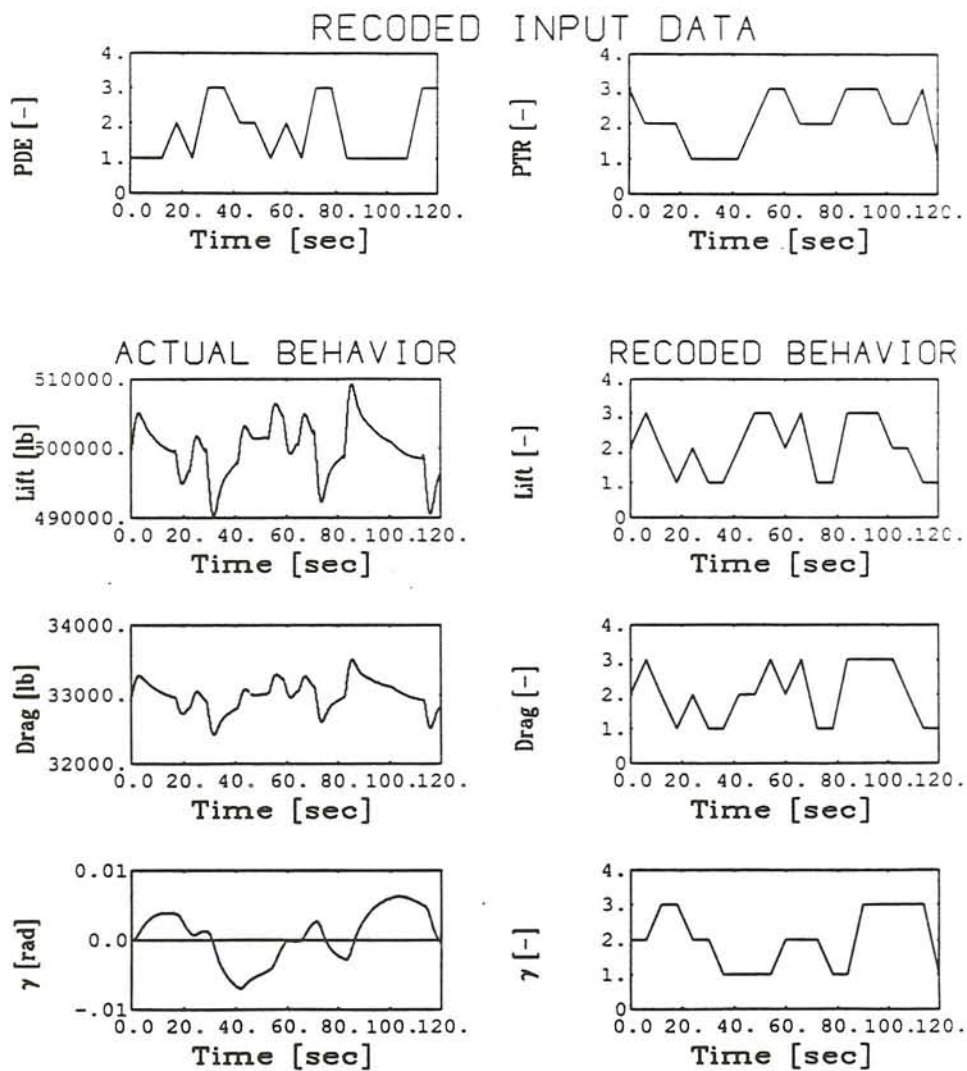 RECODED INPUT DATA
PDE [-]
4.
3.
2.
1.
0
0.0 20. 40. 60. 80.100.120.
Time [sec]
PTR [-]
4.
3.
2.
1.
0
0.0 20. 40. 60. 80.100.120.
Time [sec]
ACTUAL BEHAVIOR
RECODED BEHAVIOR
Lift [lb]
510000.
500000.
490000.
0.0 20. 40. 60. 80.100.120.
Time [sec]
Lift [-]
4.
3.
2.
1.
0
0.0 20. 40. 60. 80.100.120.
Time [sec]
Drag [lb]
34000.
33000.
32000.
0.0 20. 40. 60. 80.100.120.
Time [sec]
Drag [-]
4.
3.
2.
1.
0
0.0 20. 40. 60. 80.100.120.
Time [sec]
γ [rad]
0.01
0.0
-.01
0.0 20. 40. 60. 80.100.120.
Time [sec]
γ [-]
4.
3.
2.
1.
0
0.0 20. 40. 60. 80.100.120.
Time [sec]